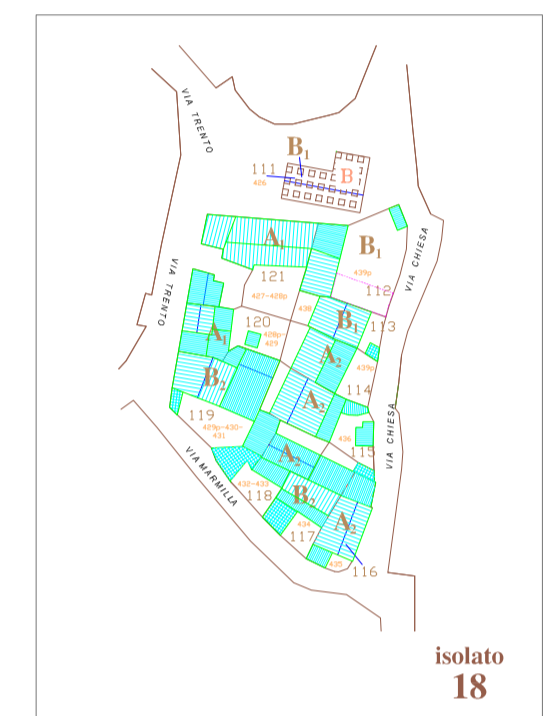 VIA TRENTO
B1
111
426
B
A1
B1
VIA CHIESA
121
439p
VIA TRENTO
427-428p
112
438
120
B1
113
A1
428p-
429
A2
439p
B2
114
A2
119
429p-430-
431
436
VIA CHIESA
115
A2
VIA MARMILLA
432-433
118
B2
434
A2
117
435
116
isolato
18